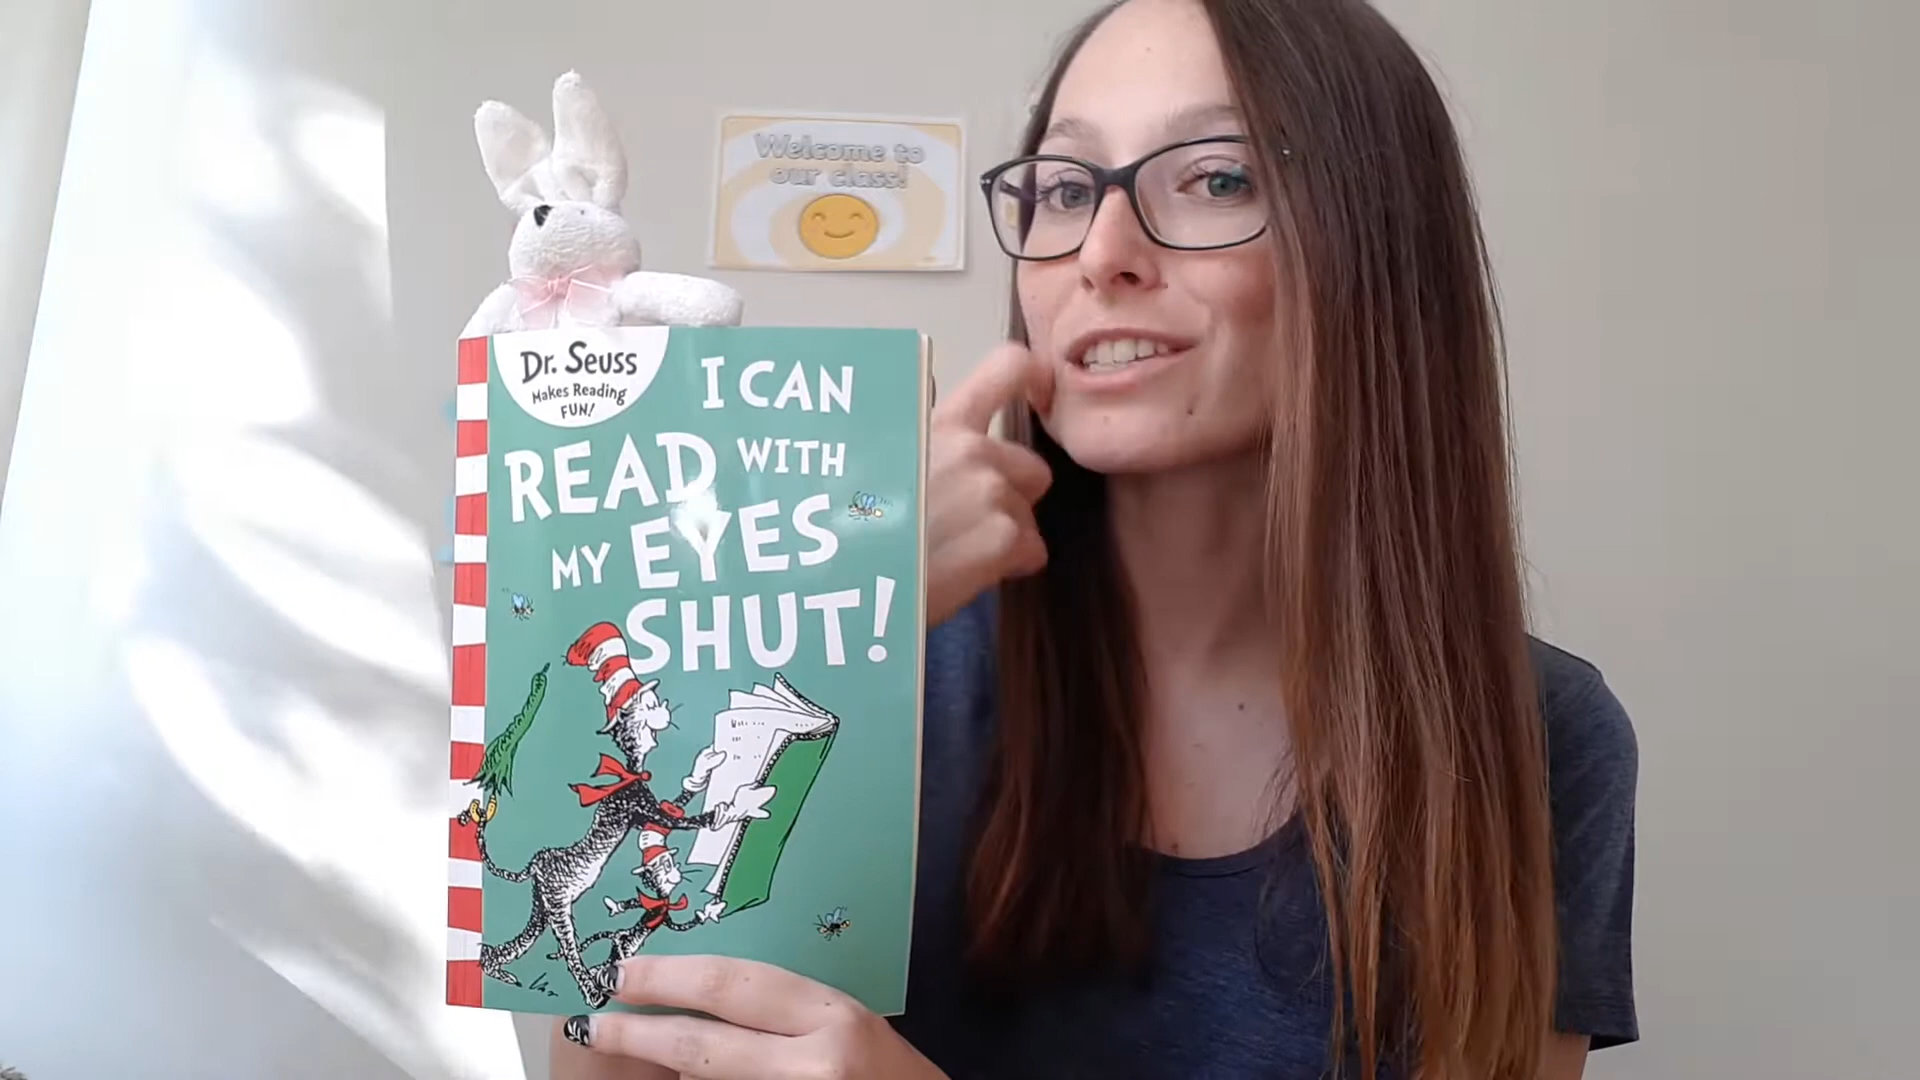 Welcome to
our class!
Dr. Seuss
Makes Reading
FUN!
I CAN
READ WITH
MY EYES
SHUT!